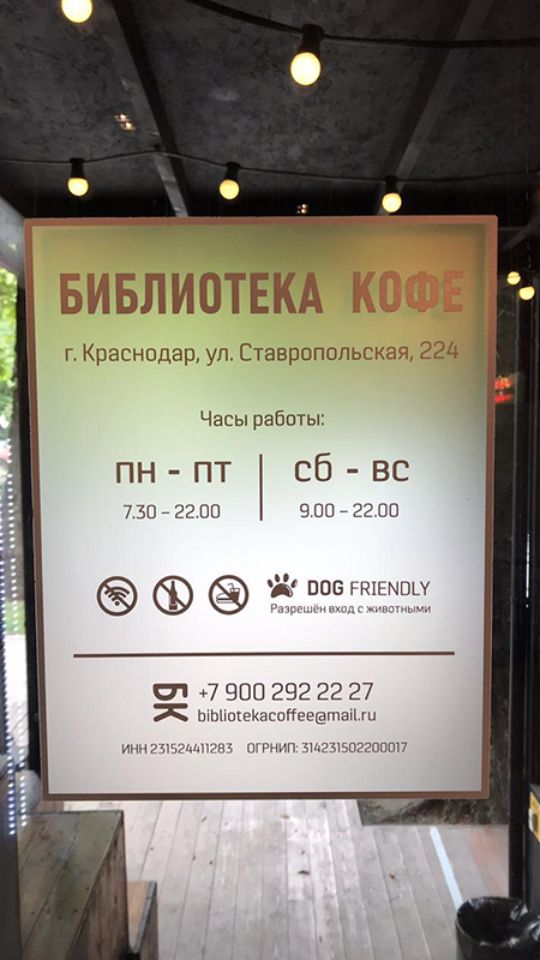 БИБЛИОТЕКА КОФЕ
г. Краснодар, ул. Ставропольская, 224
Часы работы:
пн - пт
7.30 – 22.00
сб - вс
9.00 – 22.00
DOG FRIENDLY
Разрешён вход с животными
БК
+7 900 292 22 27
bibliotekacoffee@mail.ru
ИНН 231524411283 ОГРНИП: 314231502200017